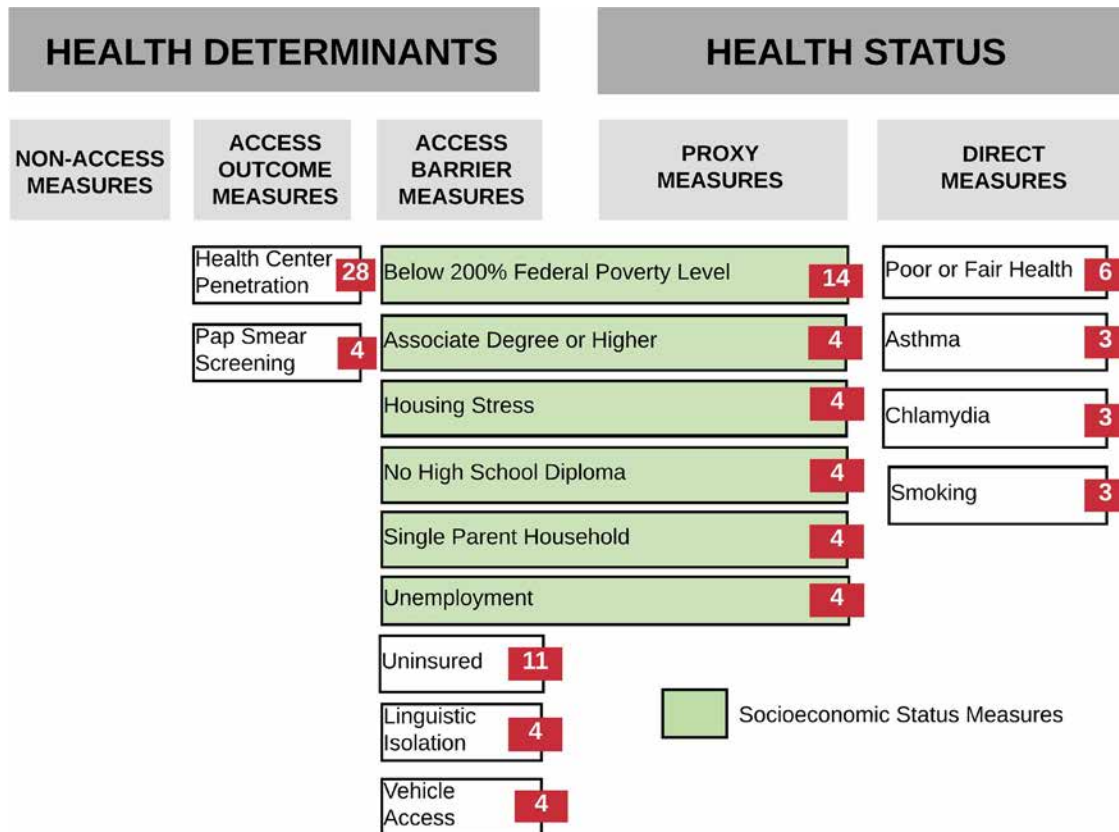 HEALTH DETERMINANTS
HEALTH STATUS
NON-ACCESS
MEASURES
ACCESS
OUTCOME
MEASURES
ACCESS
BARRIER
MEASURES
PROXY
MEASURES
DIRECT
MEASURES
Health Center
Penetration
28
Pap Smear
Screening
4
Below 200% Federal Poverty Level
14
Associate Degree or Higher
4
Housing Stress
4
No High School Diploma
4
Single Parent Household
4
Unemployment
4
Uninsured
11
Linguistic
Isolation
4
Vehicle
Access
4
Poor or Fair Health
6
Asthma
3
Chlamydia
3
Smoking
3
Socioeconomic Status Measures